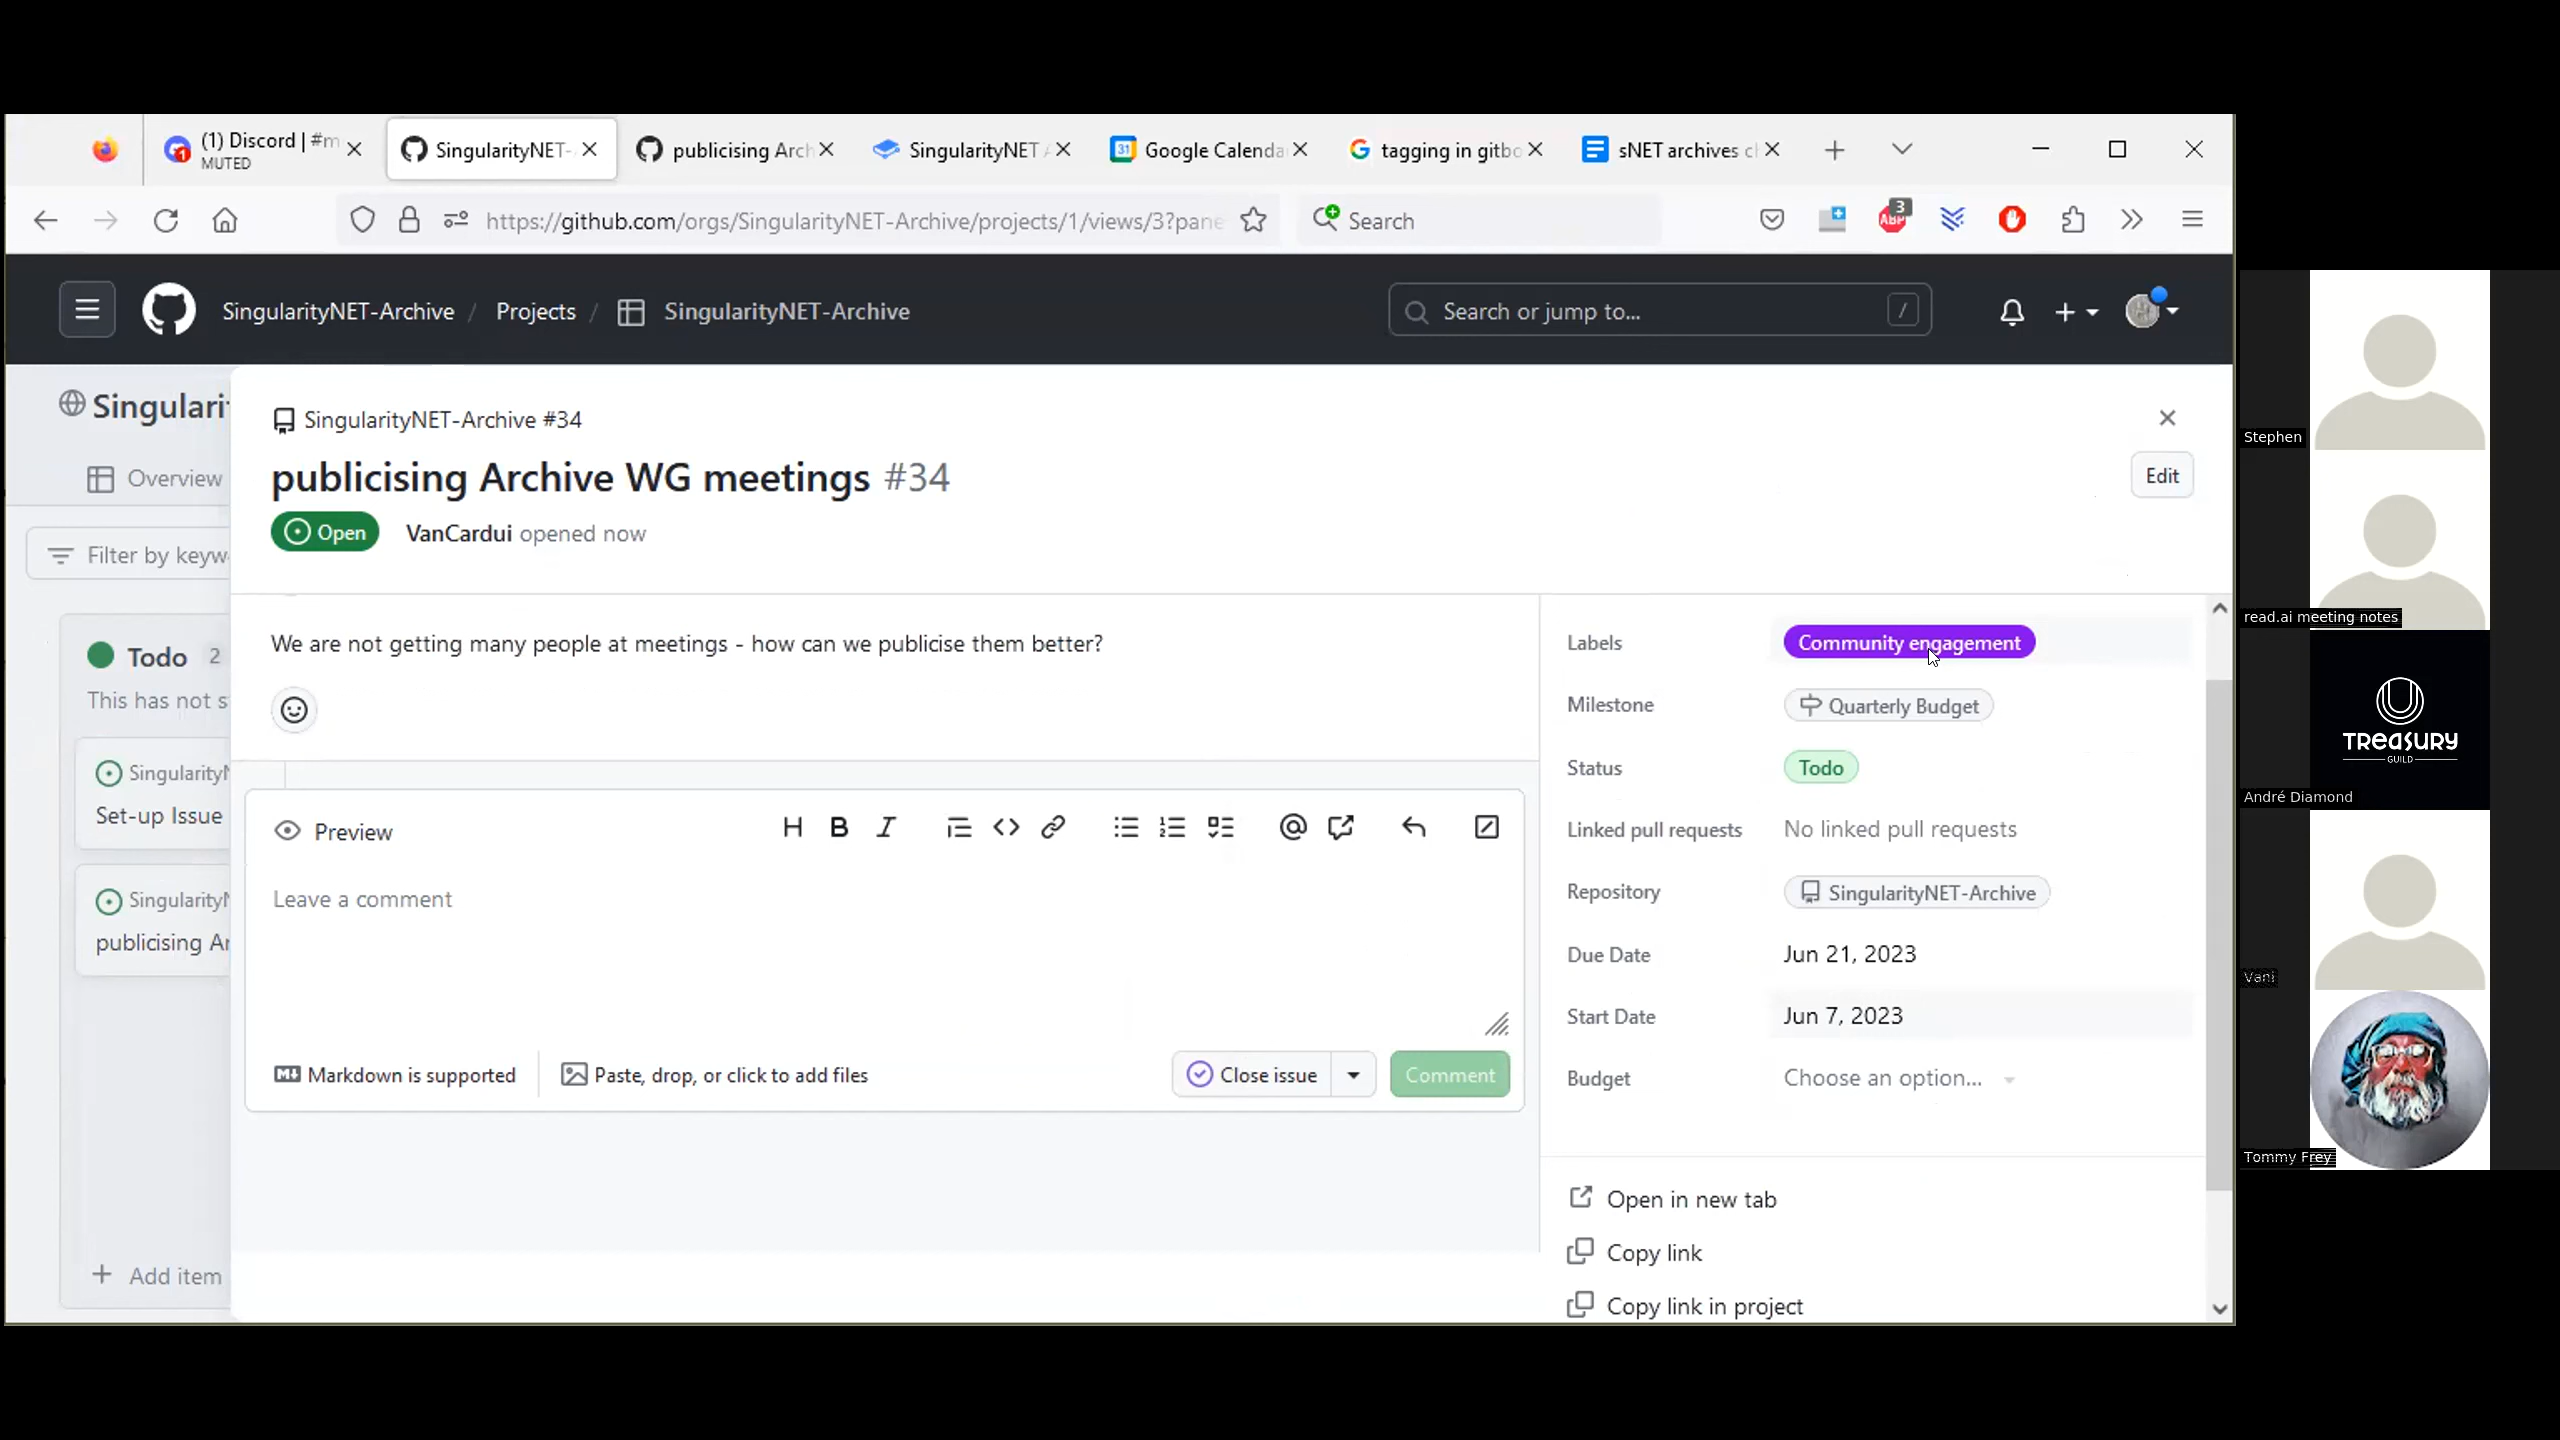 (1) Discord | #m
MUTED
SingularityNET-
publicising Arch
SingularityNET A
31
Google Calenda
tagging in gitbo
sNET archives cl
https://github.com/orgs/SingularityNET-Archive/projects/1/views/3?pane
Search
ABP
3
SingularityNET-Archive / Projects / SingularityNET-Archive
Search or jump to...
/
Singulari
Overview
Filter by keyw
Todo 2
This has not s
SingularityN
Set-up Issue
SingularityN
publicising Ar
+ Add item
SingularityNET-Archive #34
publicising Archive WG meetings #34
Edit
Open
VanCardui opened now
We are not getting many people at meetings - how can we publicise them better?
Preview
H B I
Leave a comment
Markdown is supported
Paste, drop, or click to add files
Close issue
Comment
Labels
Community engagement
Milestone
Quarterly Budget
Status
Todo
Linked pull requests
No linked pull requests
Repository
SingularityNET-Archive
Due Date
Jun 21, 2023
Start Date
Jun 7, 2023
Budget
Choose an option...
Open in new tab
Copy link
Copy link in project
Stephen
read.ai meeting notes
TREASURY
GUILD
André Diamond
Vani
Tommy Frey